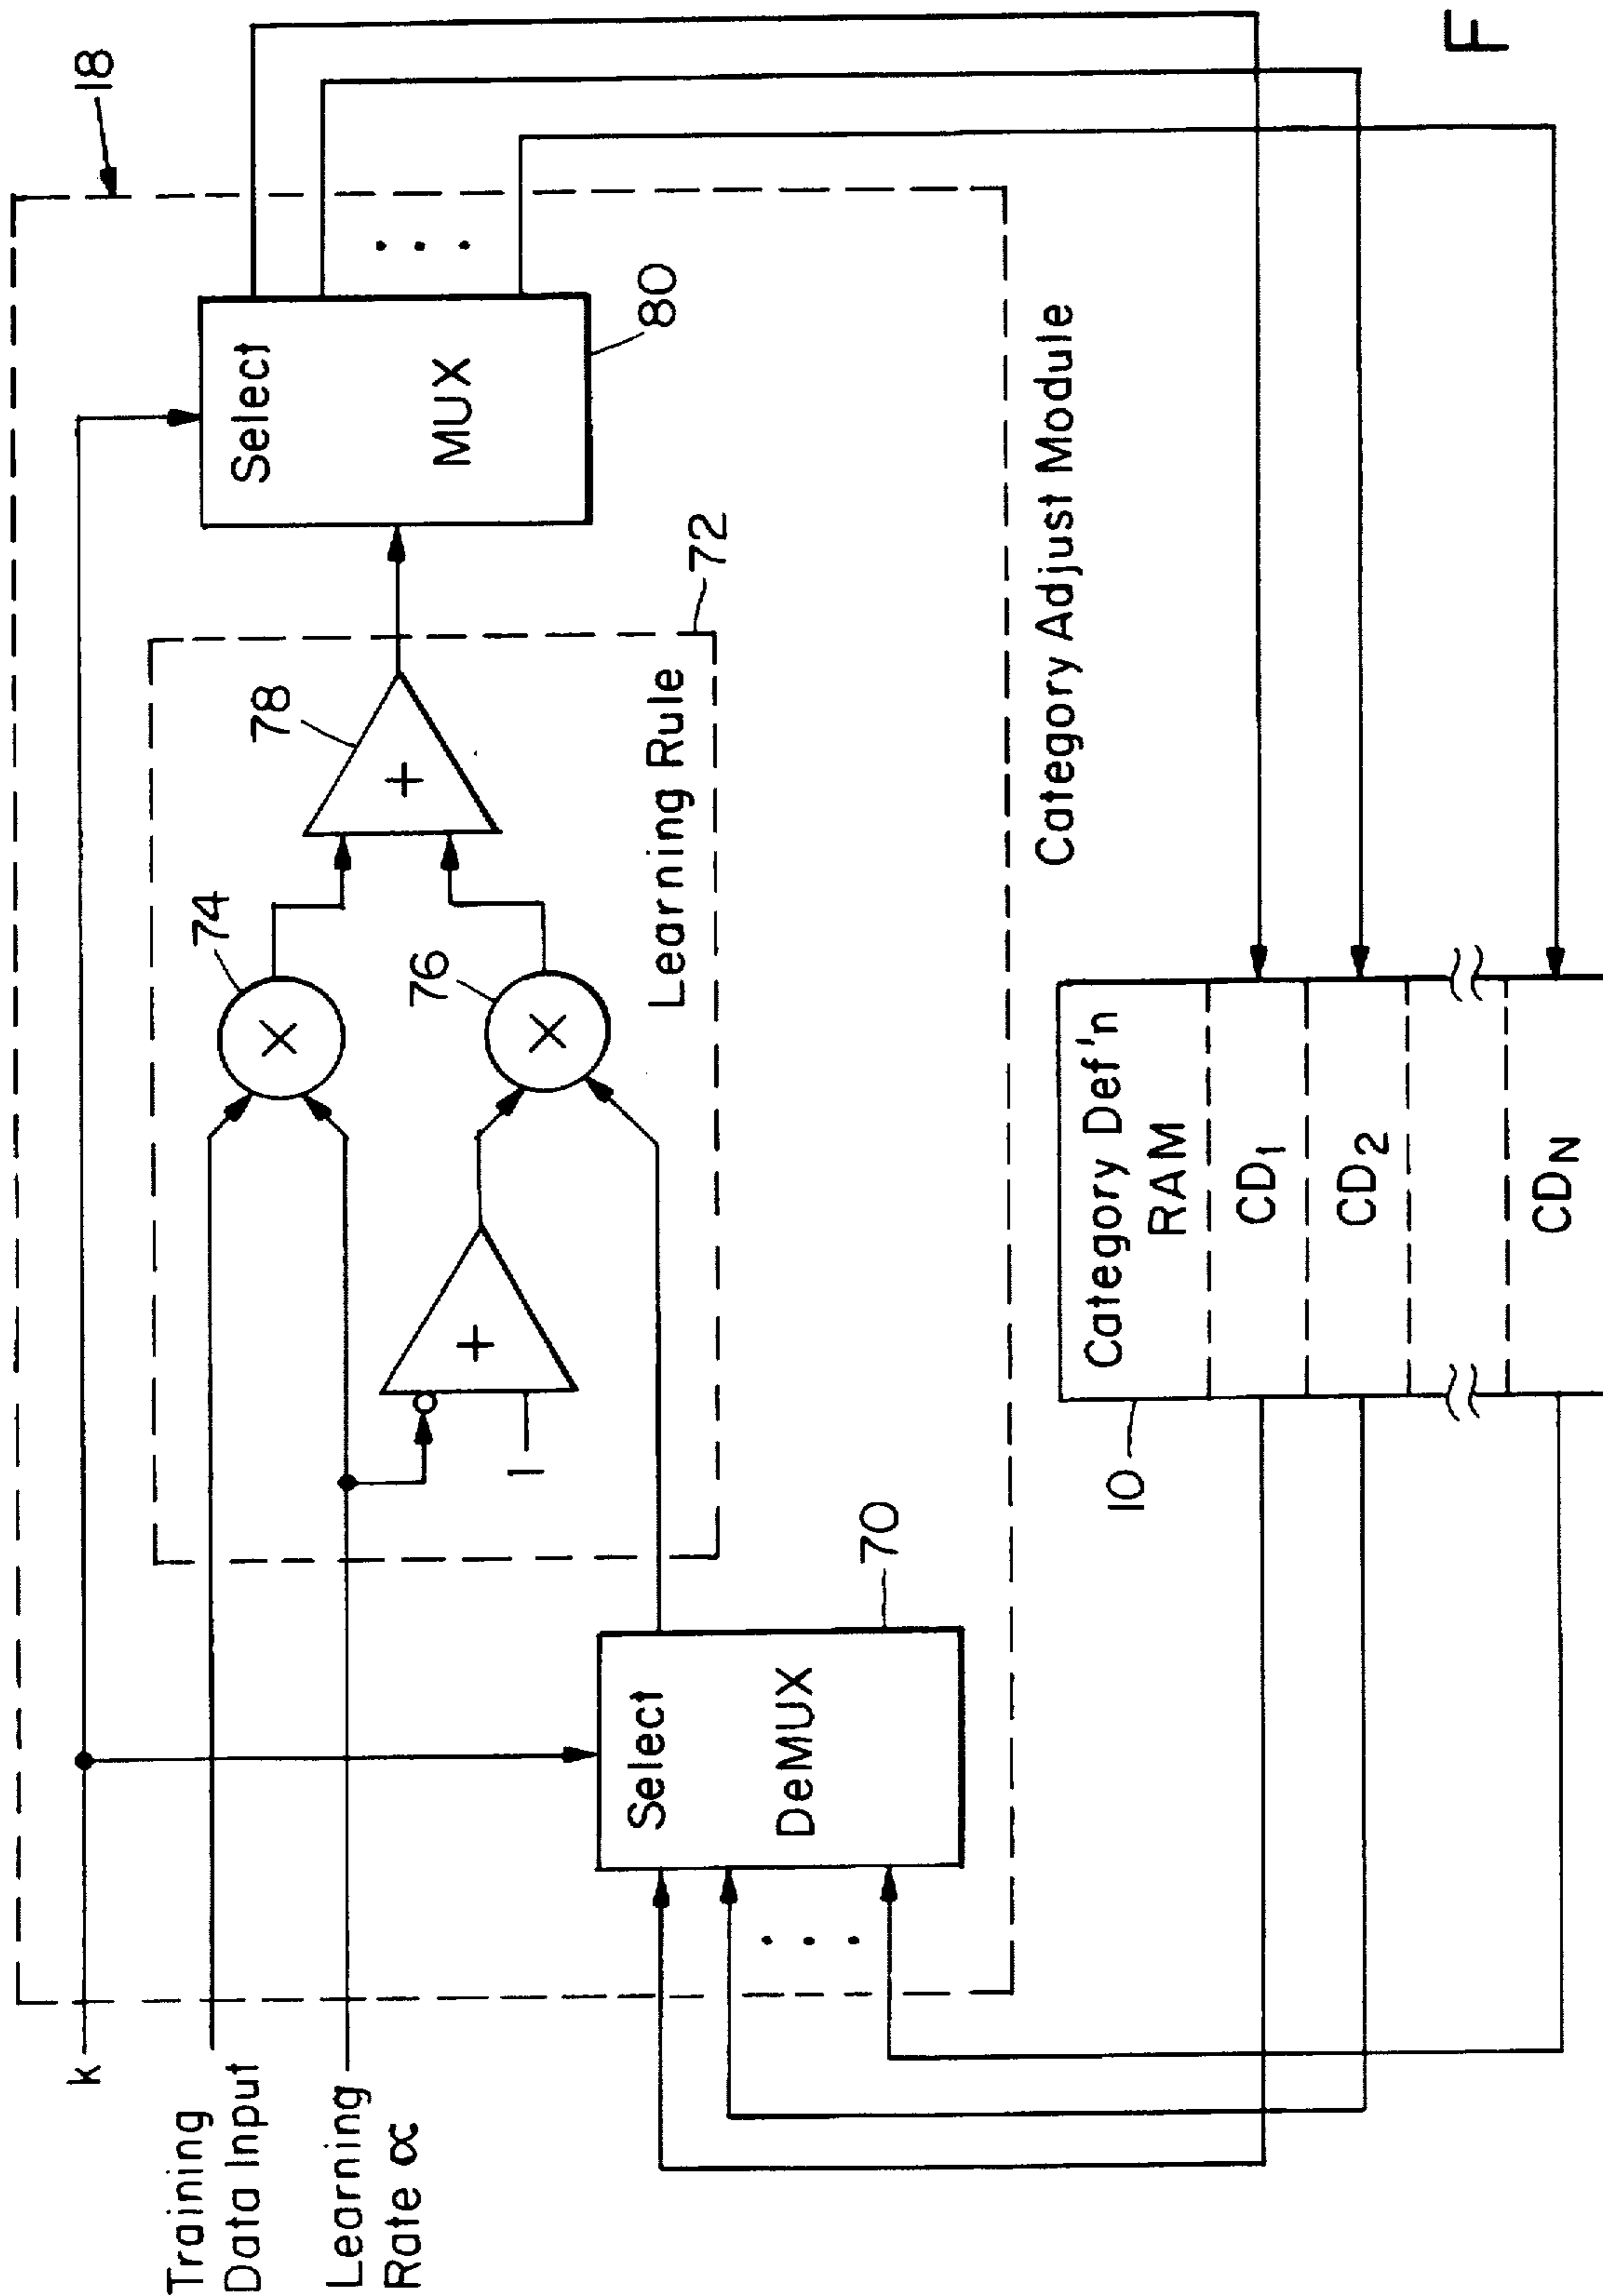 18
k
Training
Data Input
Learning
Rate ∝
74
×
78
+
76
×
+
1
Learning Rule
72
Select
MUX
80
Select
DeMUX
70
Category Adjust Module
10
Category Def'n
RAM
CD1
CD2
CDN
F